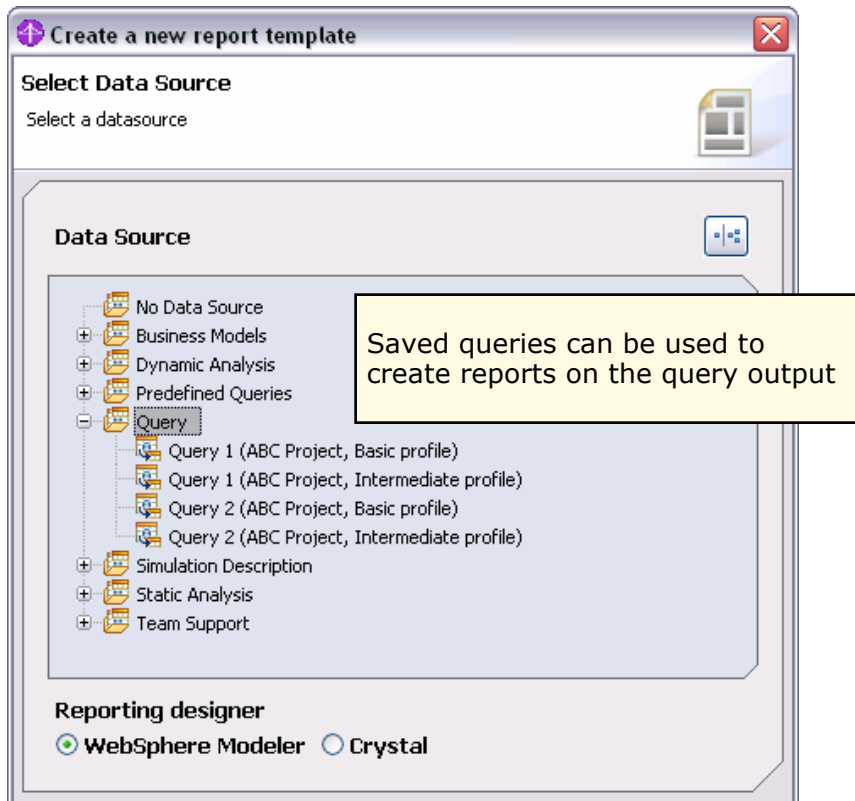 Create a new report template
Select Data Source
Select a datasource
Data Source
No Data Source
Business Models
Dynamic Analysis
Predefined Queries
Query
Query 1 (ABC Project, Basic profile)
Query 1 (ABC Project, Intermediate profile)
Query 2 (ABC Project, Basic profile)
Query 2 (ABC Project, Intermediate profile)
Simulation Description
Static Analysis
Team Support
Saved queries can be used to
create reports on the query output
Reporting designer
WebSphere Modeler Crystal